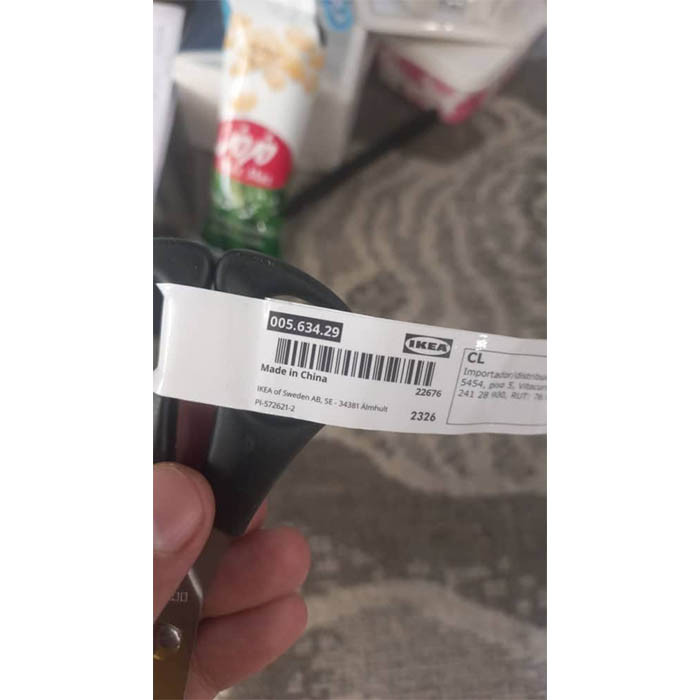 005.634.29
IKEA
Made in China
22676
IKEA of Sweden AB, SE - 34381 Älmhult
PI-572621-2
2326
CL
Importador/distribu
5454, piso 5, Vitacur
241 28 900, RUT: 76